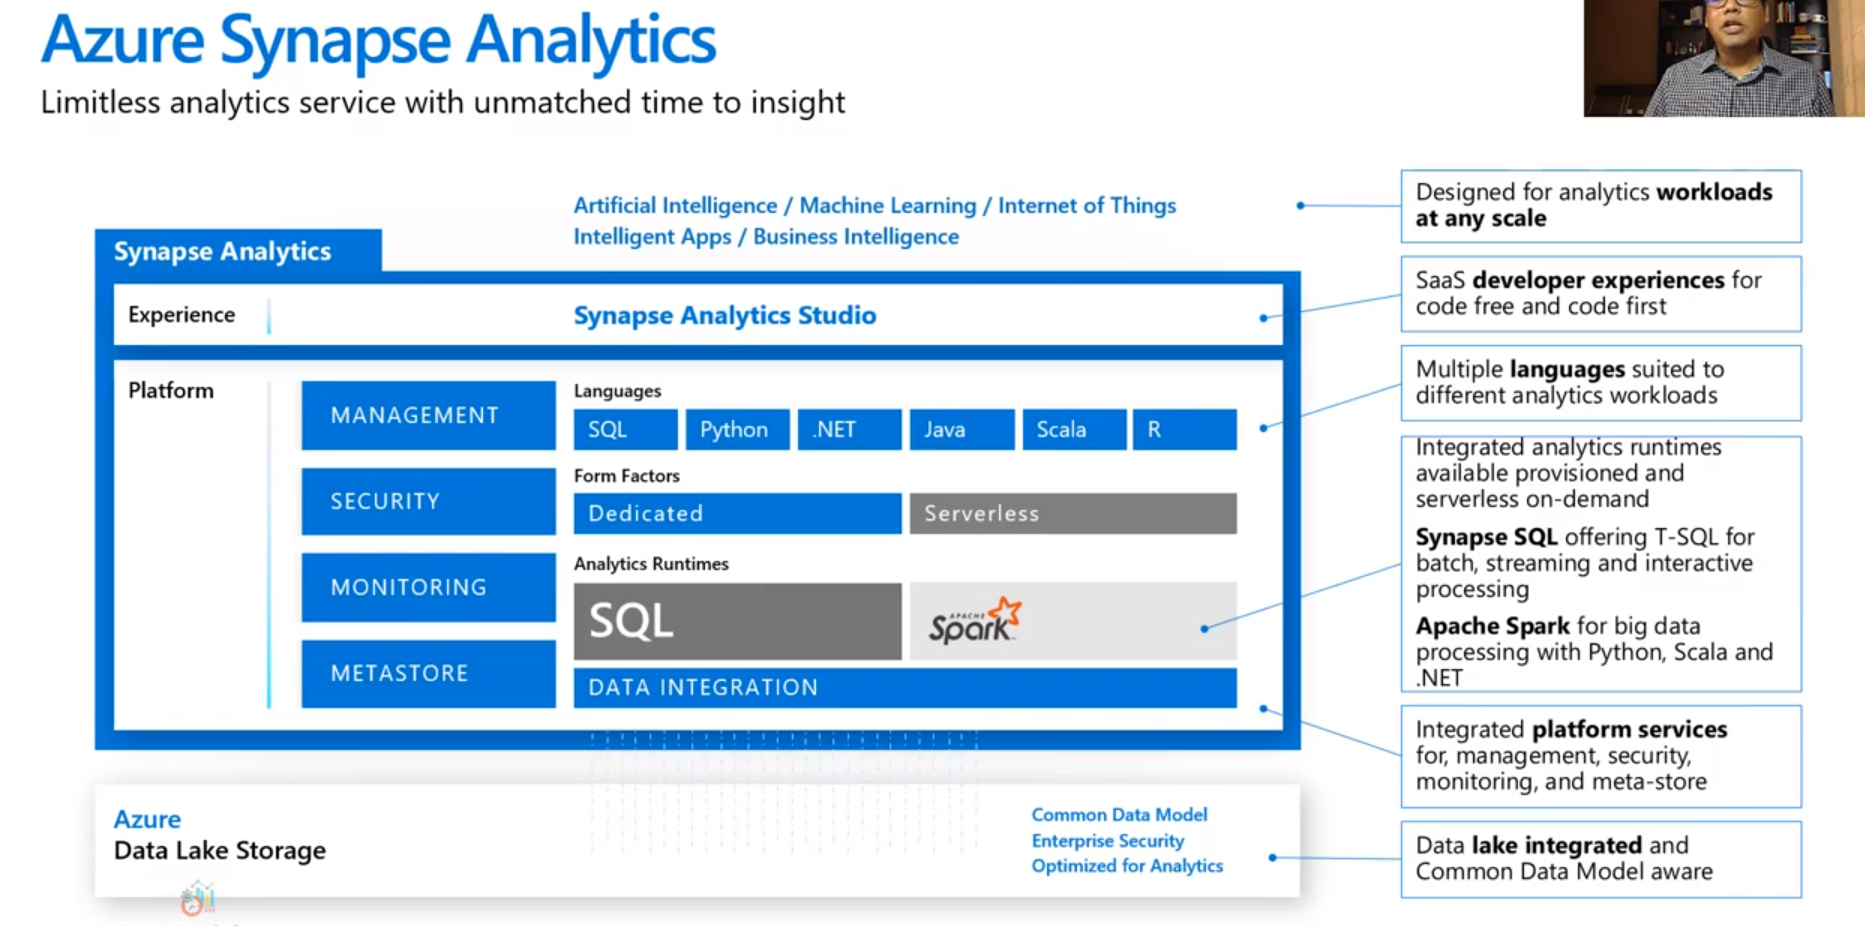 Azure Synapse Analytics
Limitless analytics service with unmatched time to insight
Artificial Intelligence / Machine Learning / Internet of Things
Intelligent Apps / Business Intelligence
Synapse Analytics
Experience
Synapse Analytics Studio
Platform
MANAGEMENT
SECURITY
MONITORING
METASTORE
Languages
SQL
Python
.NET
Java
Scala
R
Form Factors
Dedicated
Serverless
Analytics Runtimes
SQL
APACHE
Spark
DATA INTEGRATION
Azure
Data Lake Storage
Common Data Model
Enterprise Security
Optimized for Analytics
Designed for analytics workloads
at any scale
SaaS developer experiences for
code free and code first
Multiple languages suited to
different analytics workloads
Integrated analytics runtimes
available provisioned and
serverless on-demand
Synapse SQL offering T-SQL for
batch, streaming and interactive
processing
Apache Spark for big data
processing with Python, Scala and
.NET
Integrated platform services
for, management, security,
monitoring, and meta-store
Data lake integrated and
Common Data Model aware